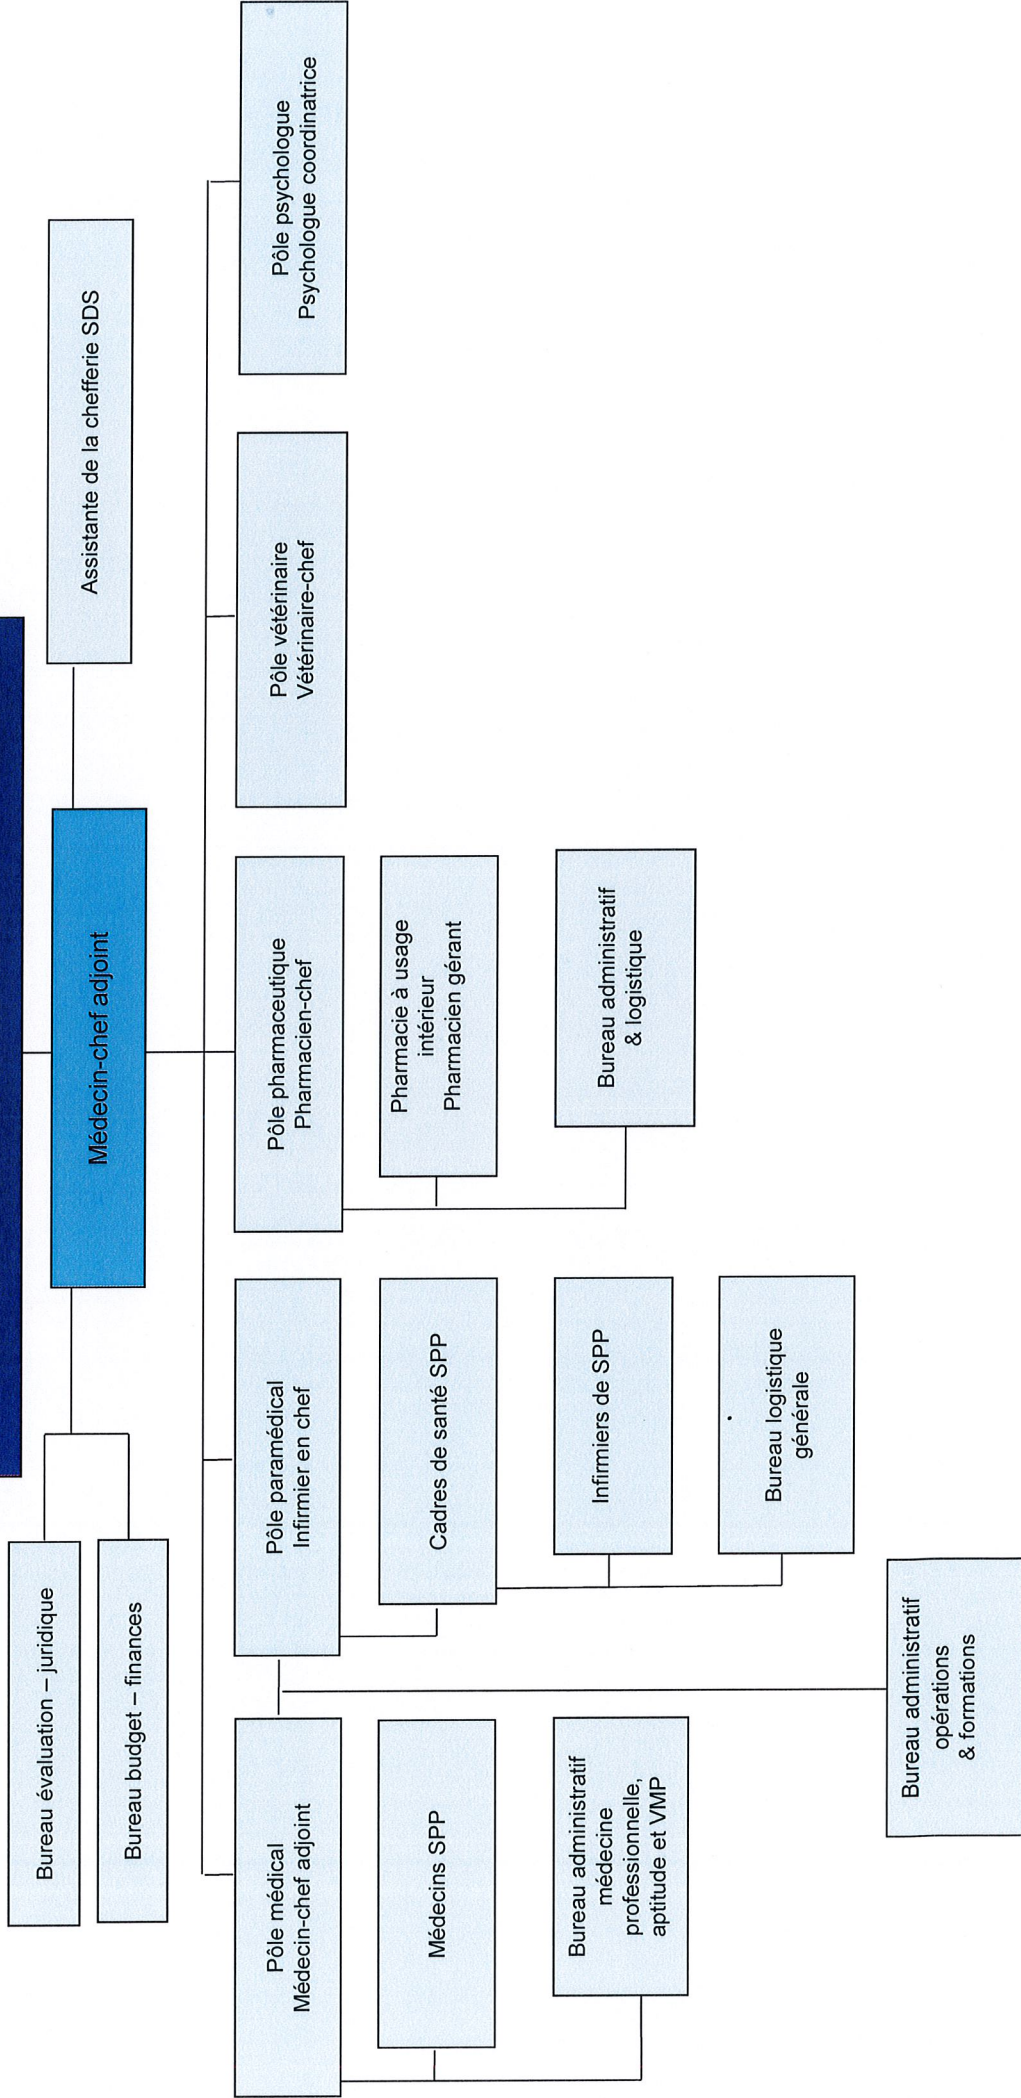 Médecin-chef adjoint
Assistante de la chefferie SDS
Bureau évaluation – juridique
Bureau budget – finances
Pôle médical
Médecin-chef adjoint
Médecins SPP
Bureau administratif
médecine
professionnelle,
aptitude et VMP
Pôle paramédical
Infirmier en chef
Cadres de santé SPP
Infirmiers de SPP
Bureau logistique
générale
Bureau administratif
opérations
& formations
Pôle pharmaceutique
Pharmacien-chef
Pharmacie à usage
intérieur
Pharmacien gérant
Bureau administratif
& logistique
Pôle vétérinaire
Vétérinaire-chef
Pôle psychologue
Psychologue coordinatrice